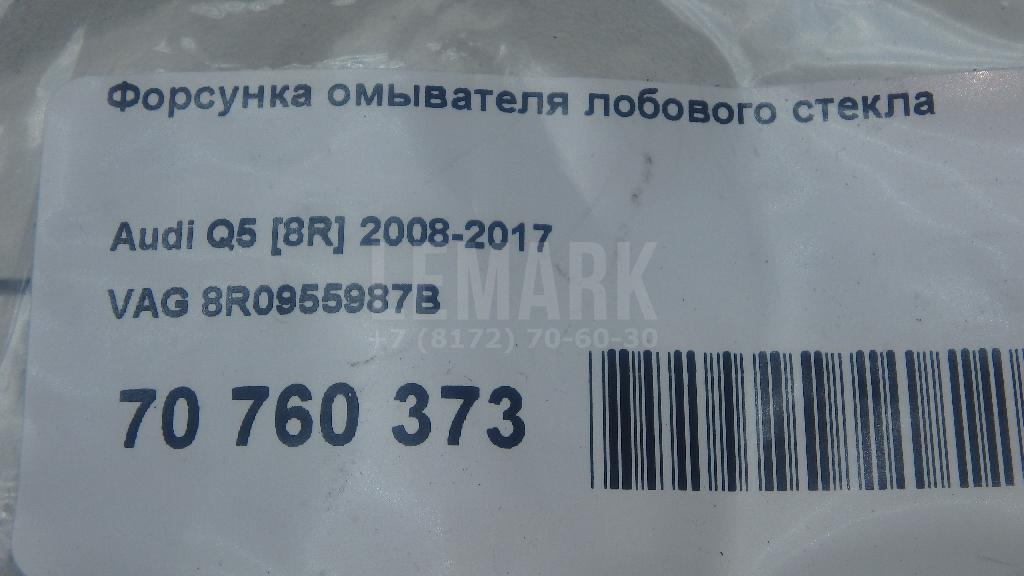 Форсунка омывателя лобового стекла
Audi Q5 [8R] 2008-2017
VAG 8R0955987B
LEMARK
+7 (8172) 70-60-30
70 760 373